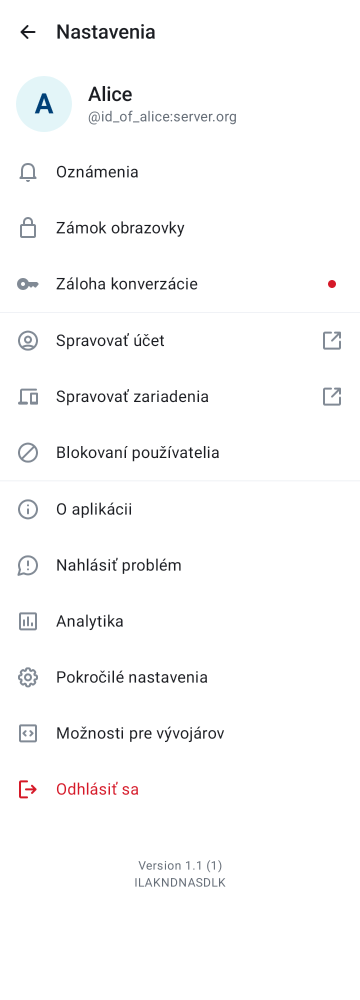 Nastavenia
A
Alice
@id_of_alice:server.org
Oznámenia
Zámok obrazovky
Záloha konverzácie
Spravovať účet
Spravovať zariadenia
Blokovaní používatelia
O aplikácii
Nahlásiť problém
Analytika
Pokročilé nastavenia
Možnosti pre vývojárov
Odhlásiť sa
Version 1.1 (1)
ILAKNDNASDLK